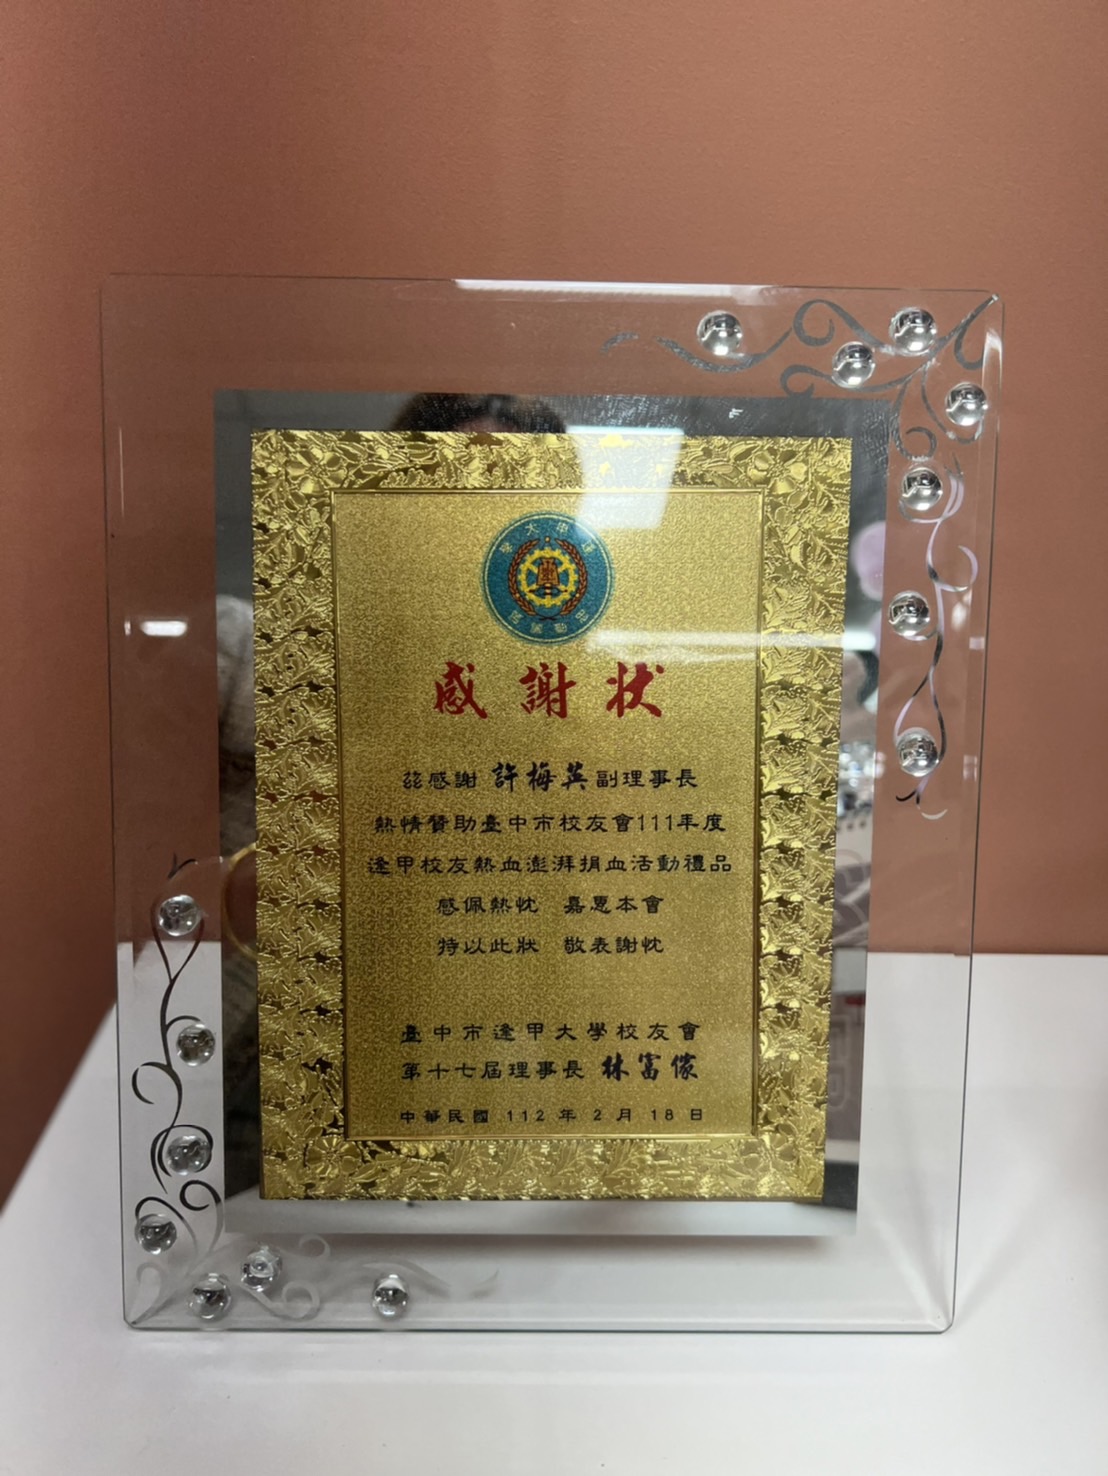 感謝狀
茲感謝 許梅英副理事長
熱情贊助臺中市校友會111年度
逢甲校友熱血澎湃捐血活動禮品
感佩熱忱 嘉惠本會
持以此狀 敬表謝忱
臺中市逢甲大學校友會
第十七屆理事長 林富傢
中華民國 112 年 2 月 18 日